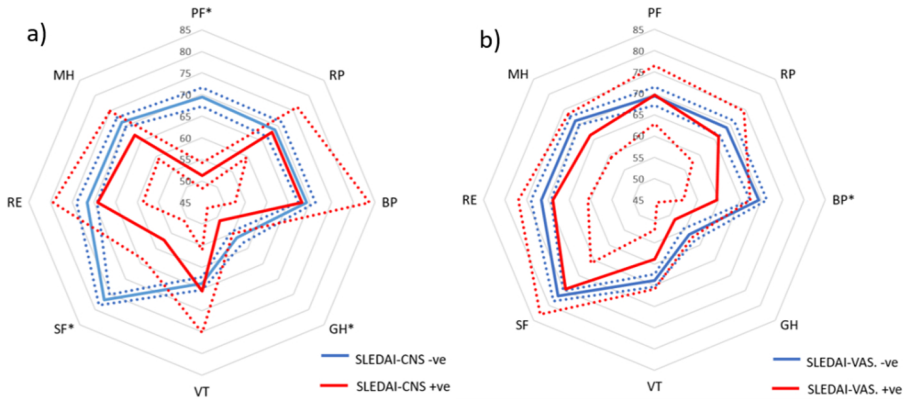 a)
PF*
85
80
75
70
65
60
55
50
45
MH
RP
RE
BP
SF*
GH*
VT
SLEDAI-CNS -ve
SLEDAI-CNS +ve
b)
PF
85
80
75
70
65
60
55
50
45
MH
RP
RE
BP*
SF
GH
VT
SLEDAI-VAS. -ve
SLEDAI-VAS. +ve